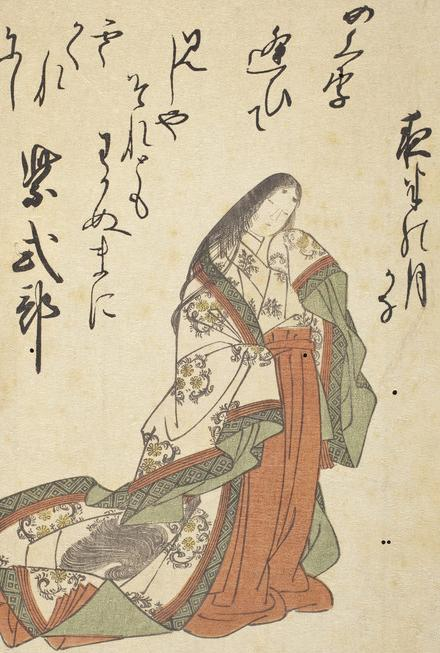 めくり
逢ひて
見しや
それとも
わかぬまに
雲
かくれ
にし
夜半の月
かな
紫式部